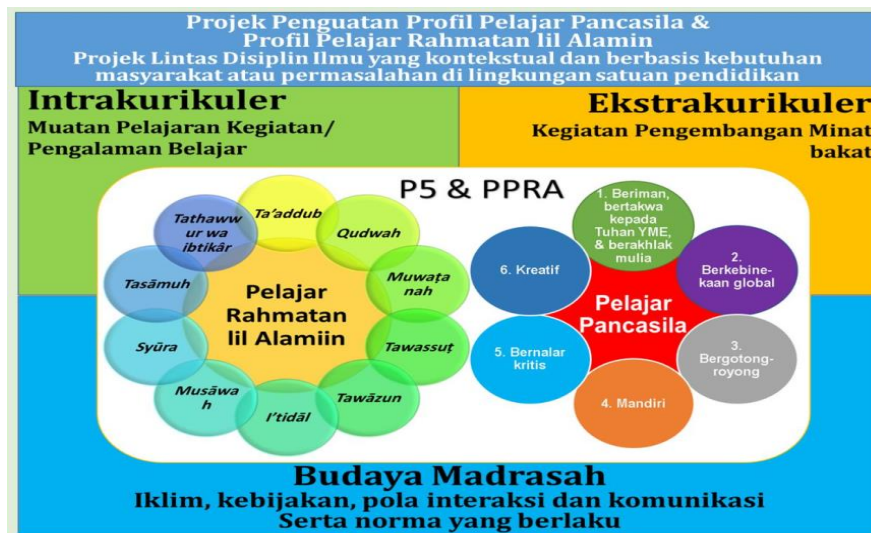 Projek Penguatan Profil Pelajar Pancasila &
Profil Pelajar Rahmatan lil Alamin
Projek Lintas Disiplin Ilmu yang kontekstual dan berbasis kebutuhan
masyarakat atau permasalahan di lingkungan satuan pendidikan
Intrakurikuler
Muatan Pelajaran Kegiatan/
Pengalaman Belajar
Ekstrakurikuler
Kegiatan Pengembangan Minat
bakat
P5 & PPRA
Ta'addub
Qudwah
Muwaṭa
nah
Tawassuṭ
Tawāzun
I'tidāl
Musāwa
h
Syūra
Tasāmuh
Tathaww
ur wa
ibtikâr
Pelajar
Rahmatan
lil Alamiin
1. Beriman,
bertakwa
kepada
Tuhan YME,
& berakhlak
mulia
2.
Berkebine-
kaan global
3.
Bergotong-
royong
4. Mandiri
5. Bernalar
kritis
6. Kreatif
Pelajar
Pancasila
Budaya Madrasah
Iklim, kebijakan, pola interaksi dan komunikasi
Serta norma yang berlaku